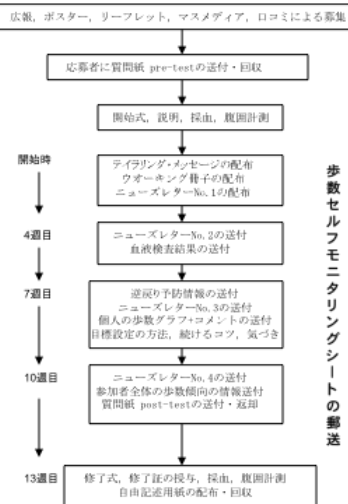 広報，ポスター，リーフレット，マスメディア，口コミによる募集
応募者に質問紙 pre-testの送付・回収
開始式，説明，採血，腹囲計測
開始時
テイラリング・メッセージの配布
ウオーキング冊子の配布
ニューズレターNo.1の配布
4週目
ニューズレターNo.2の送付
血液検査結果の送付
7週目
逆戻り予防情報の送付
ニューズレターNo.3の送付
個人の歩数グラフ+コメントの送付
目標設定の方法，続けるコツ，気づき
10週目
ニューズレターNo.4の送付
参加者全体の歩数傾向の情報送付
質問紙 post-testの送付・返却
13週目
修了式，修了証の授与，採血，腹囲計測
自由記述用紙の配布・回収
歩数セルフモニタリングシートの郵送